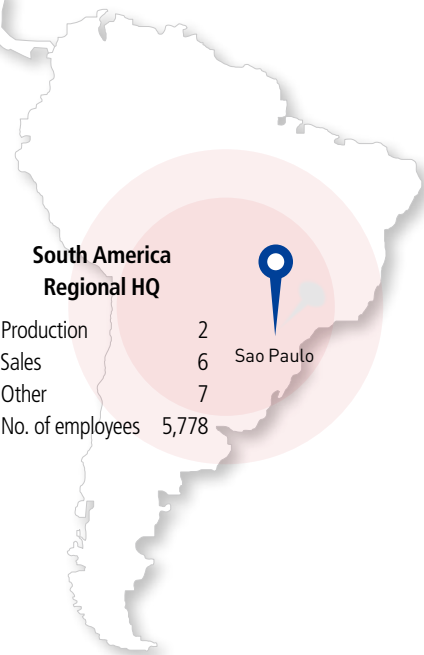 South America
Regional HQ
Production 2
Sales 6
Other 7
No. of employees 5,778
Sao Paulo